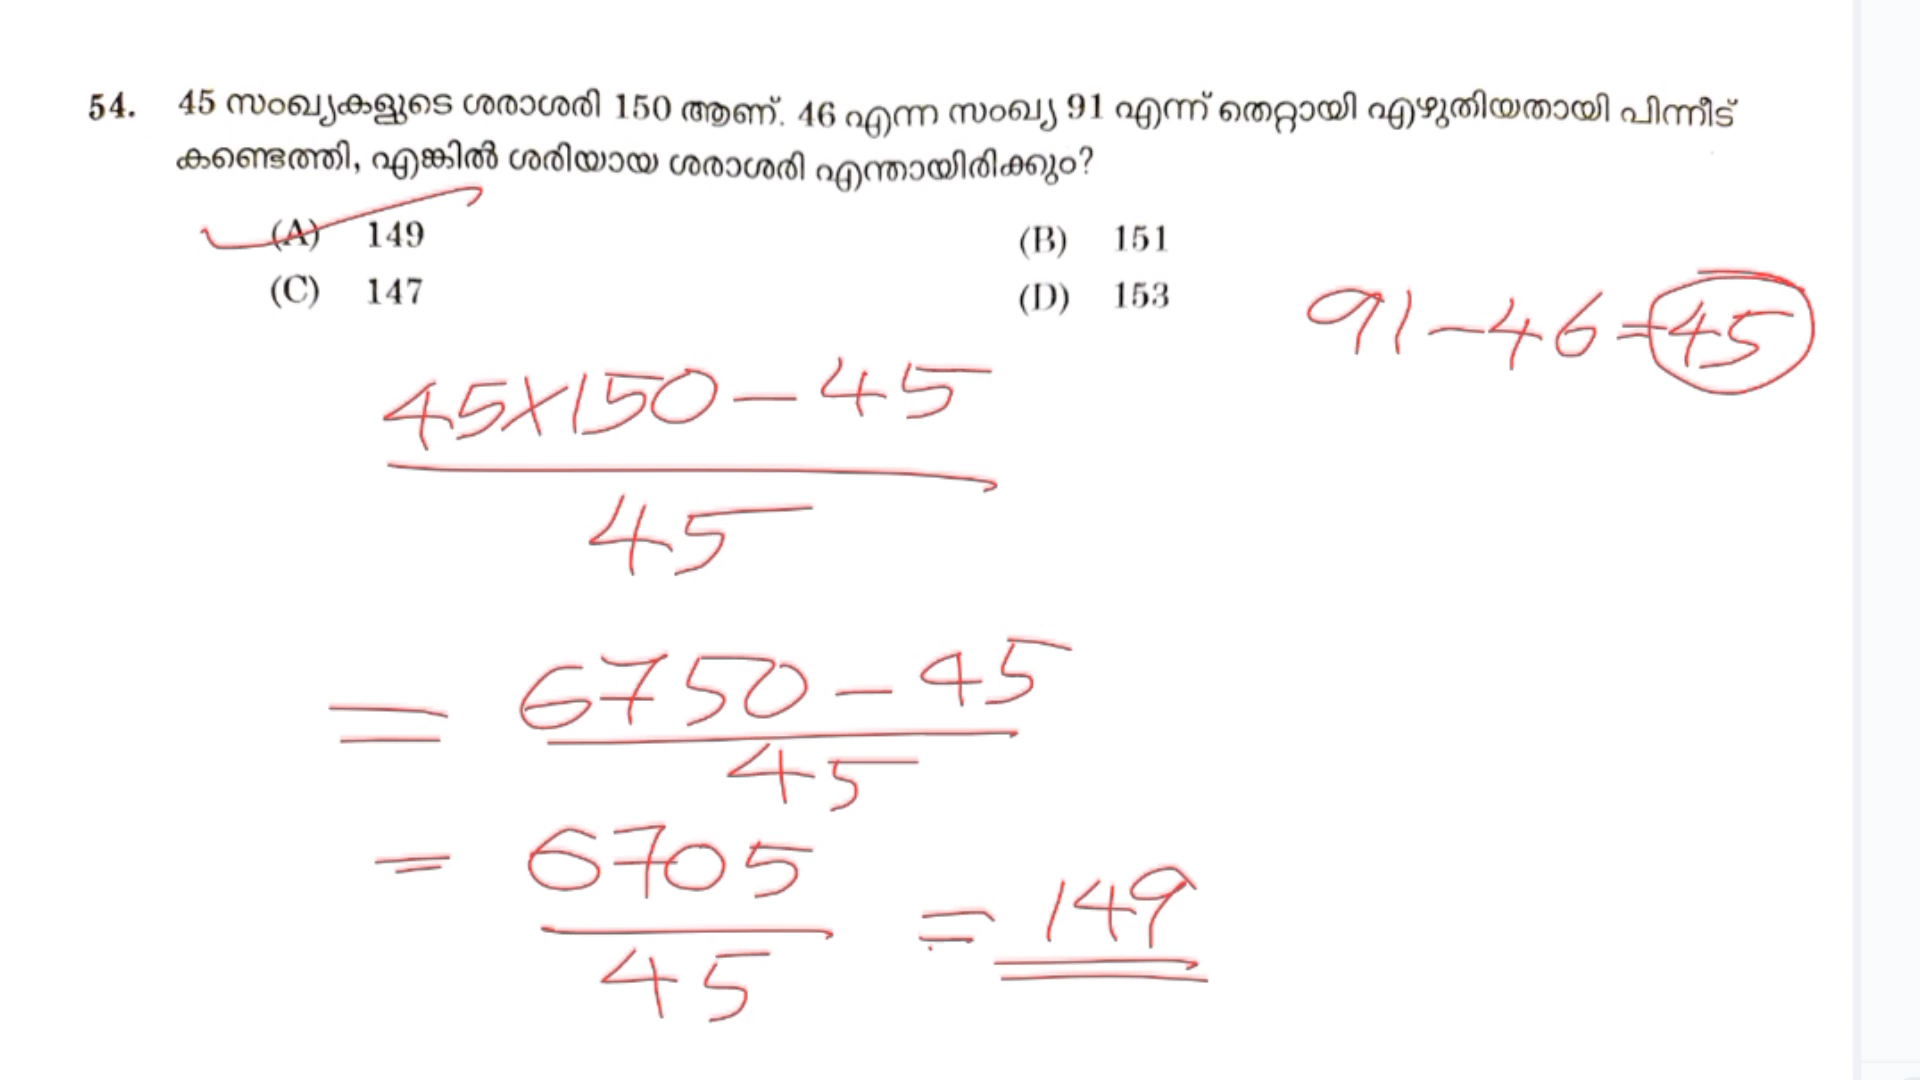 54. 45 സംഖ്യകളുടെ ശരാശരി 150 ആണ്. 46 എന്ന സംഖ്യ 91 എന്ന് തെറ്റായി എഴുതിയതായി പിന്നീട്
കണ്ടെത്തി, എങ്കിൽ ശരിയായ ശരാശരി എന്തായിരിക്കും?
(A) 149 (B) 151
(C) 147 (D) 153
91-46=45
45×150-45
45
= 6750-45
45
= 6705
45
= 149